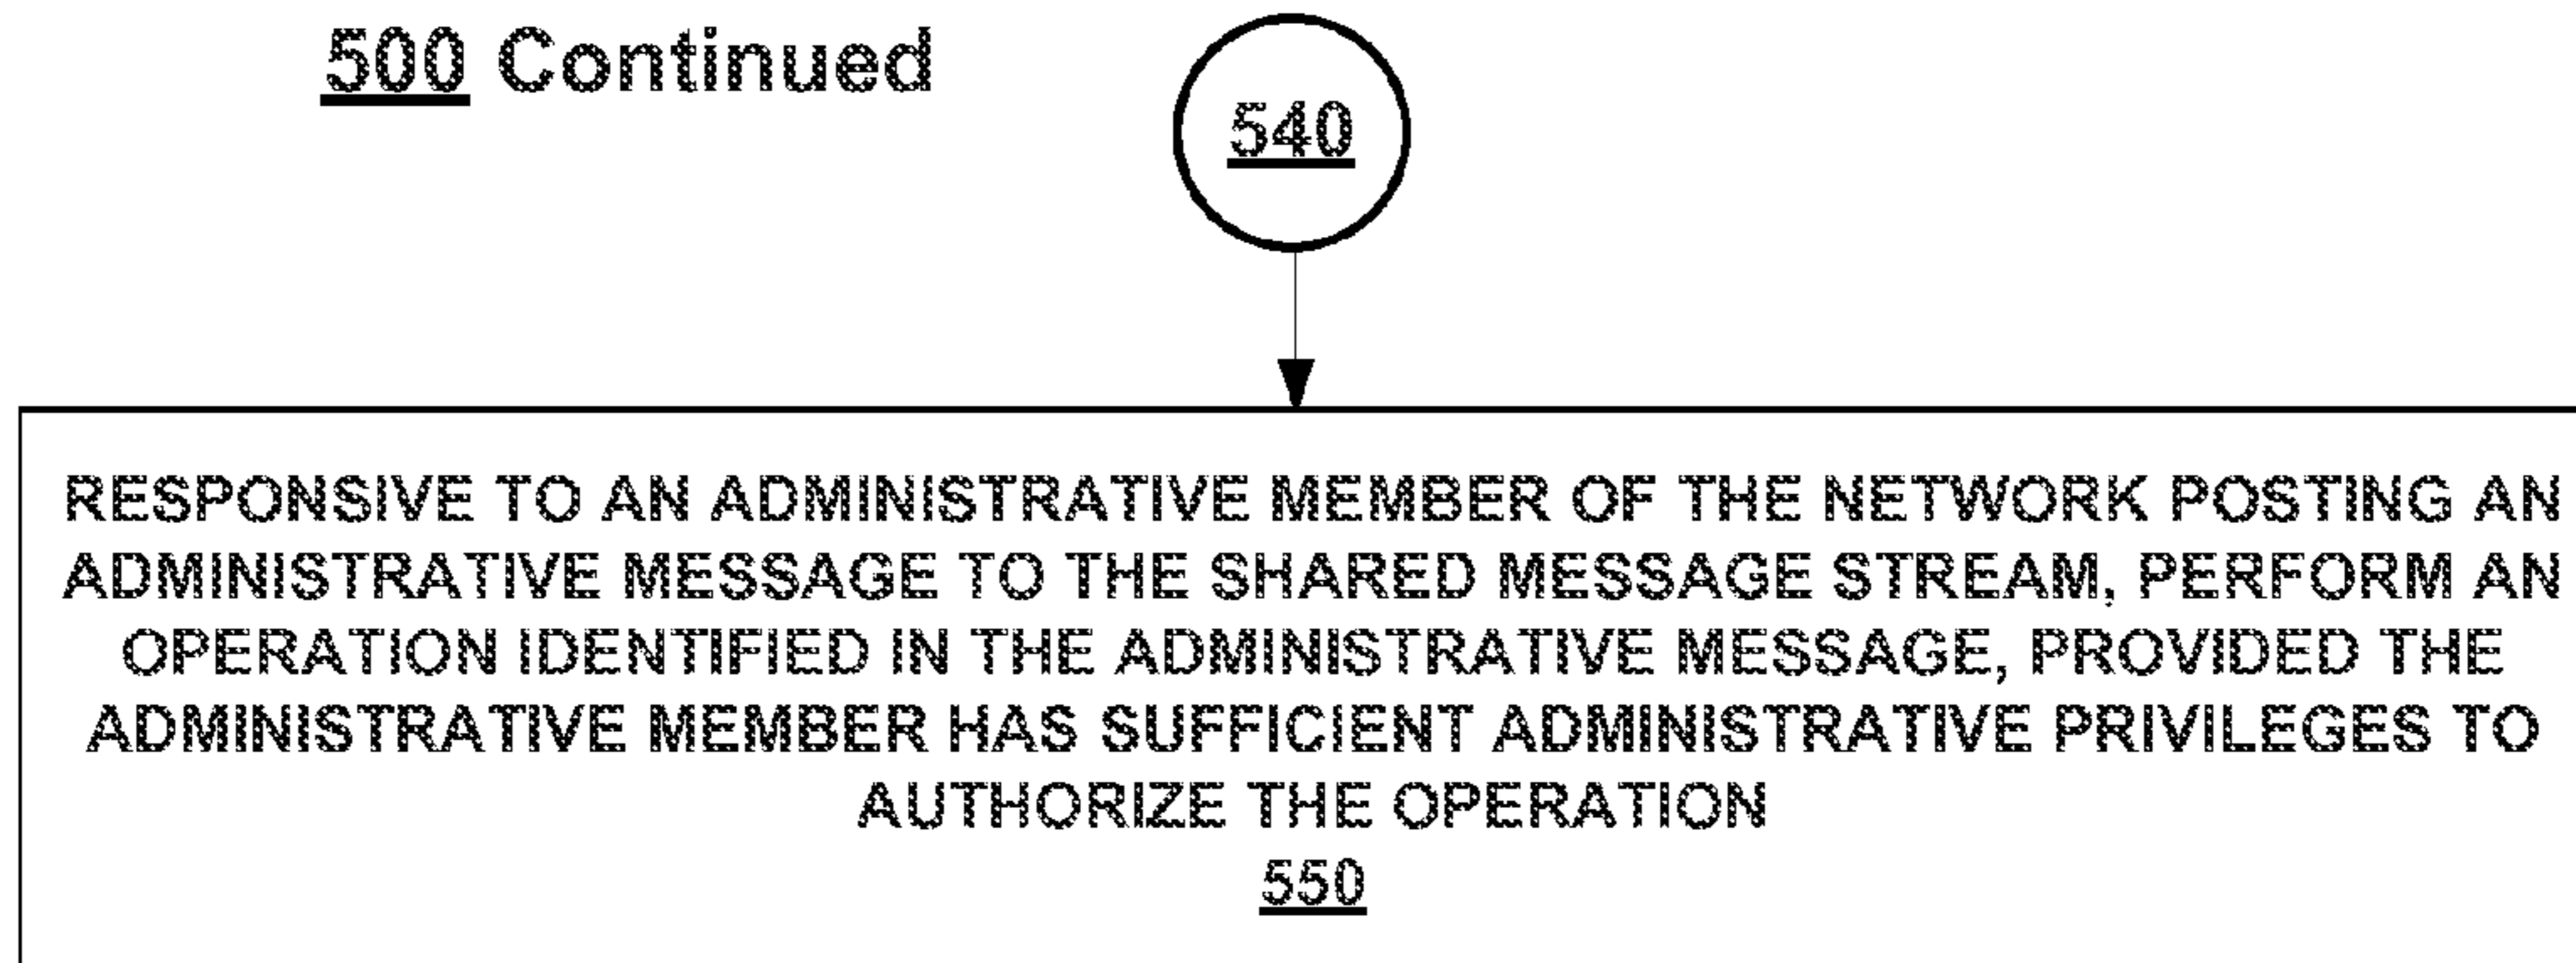 500 Continued
540
RESPONSIVE TO AN ADMINISTRATIVE MEMBER OF THE NETWORK POSTING AN
ADMINISTRATIVE MESSAGE TO THE SHARED MESSAGE STREAM, PERFORM AN
OPERATION IDENTIFIED IN THE ADMINISTRATIVE MESSAGE, PROVIDED THE
ADMINISTRATIVE MEMBER HAS SUFFICIENT ADMINISTRATIVE PRIVILEGES TO
AUTHORIZE THE OPERATION
550